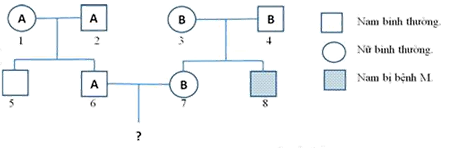 A
A
B
B
1
2
3
4
A
B
5
6
7
8
?
Nam bình thường.
Nữ bình thường.
Nam bị bệnh M.